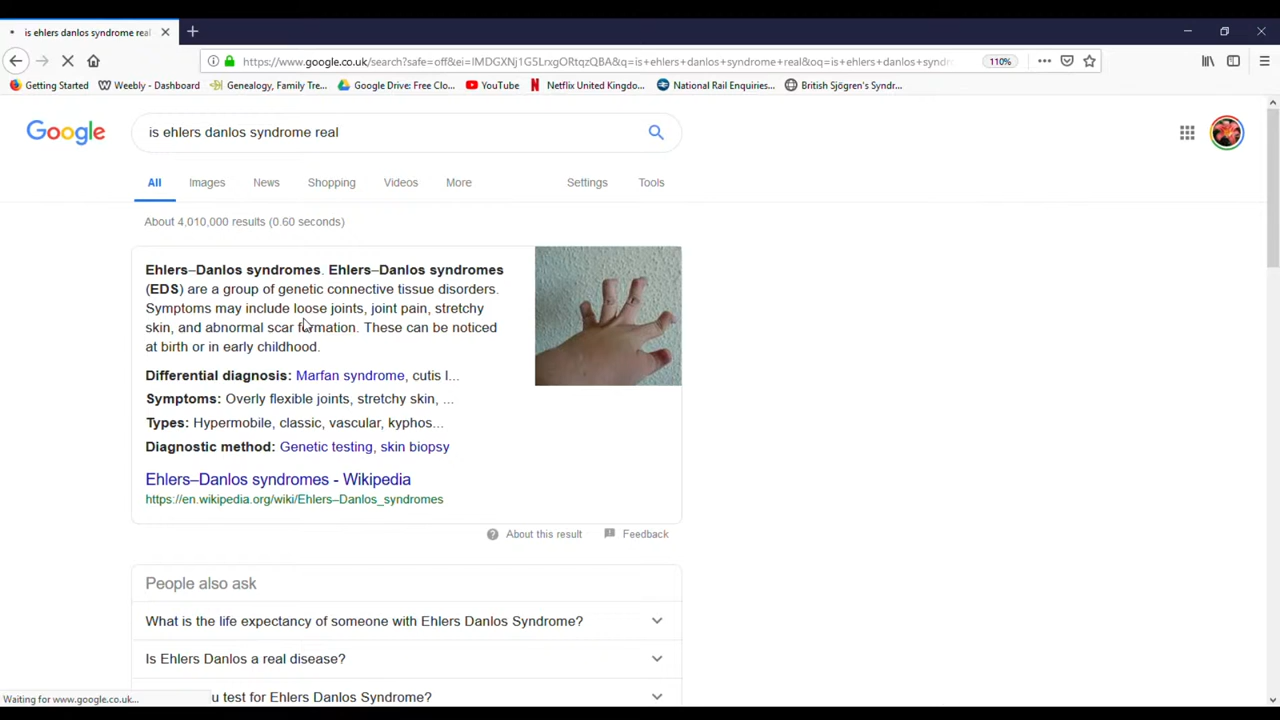 is ehlers danlos syndrome real
https://www.google.co.uk/search?safe=off&ei=IMDGXNj1G5LrxgORtqzQBA&q=is+ehlers+danlos+syndrome+real&oq=is+ehlers+danlos+synd
110%
Getting Started
Weebly - Dashboard
Genealogy, Family Tre...
Google Drive: Free Clo...
YouTube
Netflix United Kingdo...
National Rail Enquiries...
British Sjögren's Syndr...
Google
is ehlers danlos syndrome real
All
Images
News
Shopping
Videos
More
Settings
Tools
About 4,010,000 results (0.60 seconds)
Ehlers–Danlos syndromes. Ehlers–Danlos syndromes
(EDS) are a group of genetic connective tissue disorders.
Symptoms may include loose joints, joint pain, stretchy
skin, and abnormal scar formation. These can be noticed
at birth or in early childhood.
Differential diagnosis: Marfan syndrome, cutis l...
Symptoms: Overly flexible joints, stretchy skin, ...
Types: Hypermobile, classic, vascular, kyphos...
Diagnostic method: Genetic testing, skin biopsy
Ehlers–Danlos syndromes - Wikipedia
https://en.wikipedia.org/wiki/Ehlers–Danlos_syndromes
About this result
Feedback
People also ask
What is the life expectancy of someone with Ehlers Danlos Syndrome?
Is Ehlers Danlos a real disease?
u test for Ehlers Danlos Syndrome?
Waiting for www.google.co.uk...